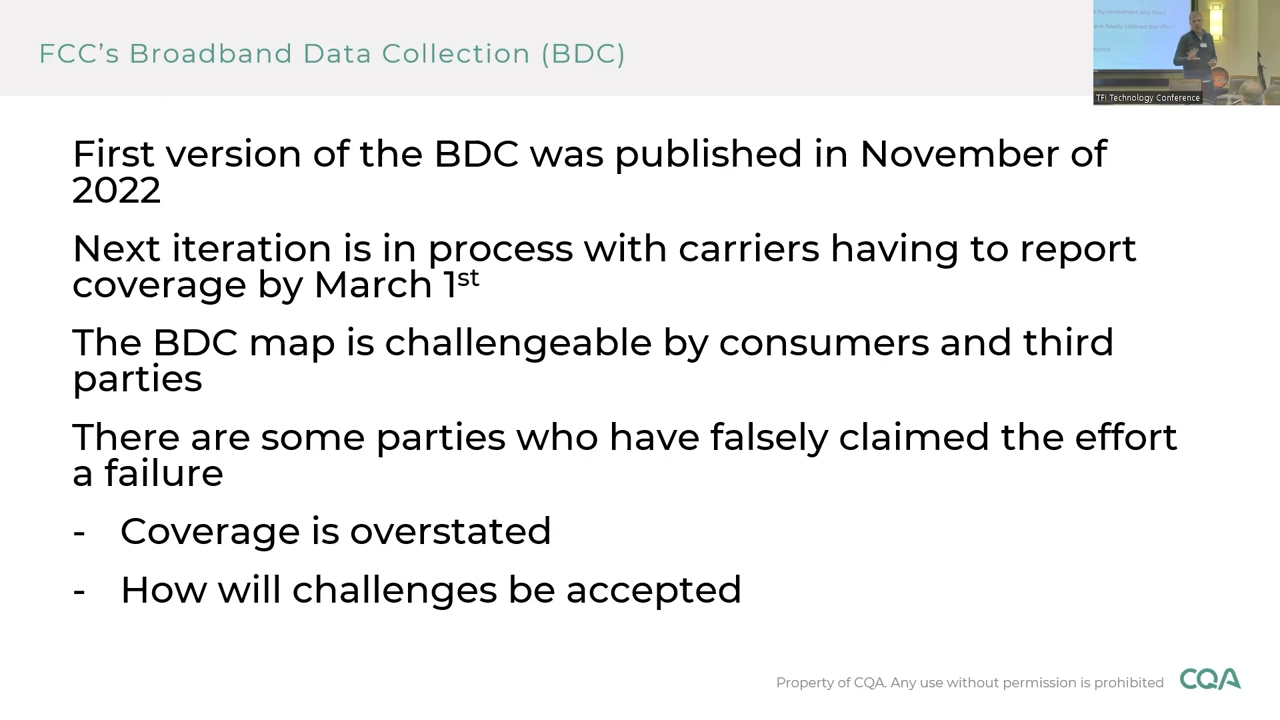 FCC’s Broadband Data Collection (BDC)
TFI Technology Conference
First version of the BDC was published in November of
2022
Next iteration is in process with carriers having to report
coverage by March 1st
The BDC map is challengeable by consumers and third
parties
There are some parties who have falsely claimed the effort
a failure
- Coverage is overstated
- How will challenges be accepted
Property of CQA. Any use without permission is prohibited
CQA